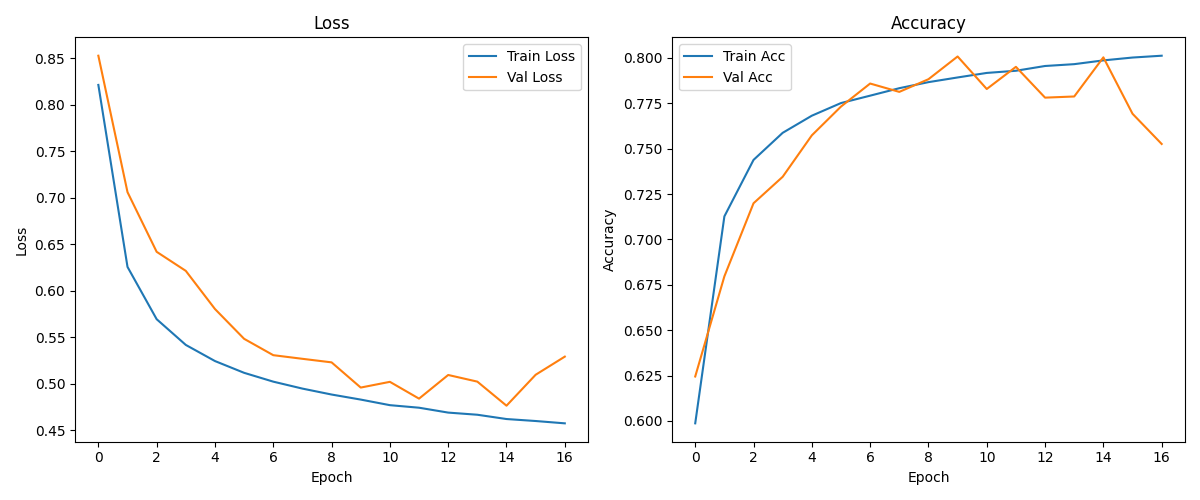 Loss
Train Loss
Val Loss
0.85
0.80
0.75
0.70
0.65
0.60
0.55
0.50
0.45
Loss
0 2 4 6 8 10 12 14 16
Epoch
Accuracy
Train Acc
Val Acc
0.800
0.775
0.750
0.725
0.700
0.675
0.650
0.625
0.600
Accuracy
0 2 4 6 8 10 12 14 16
Epoch